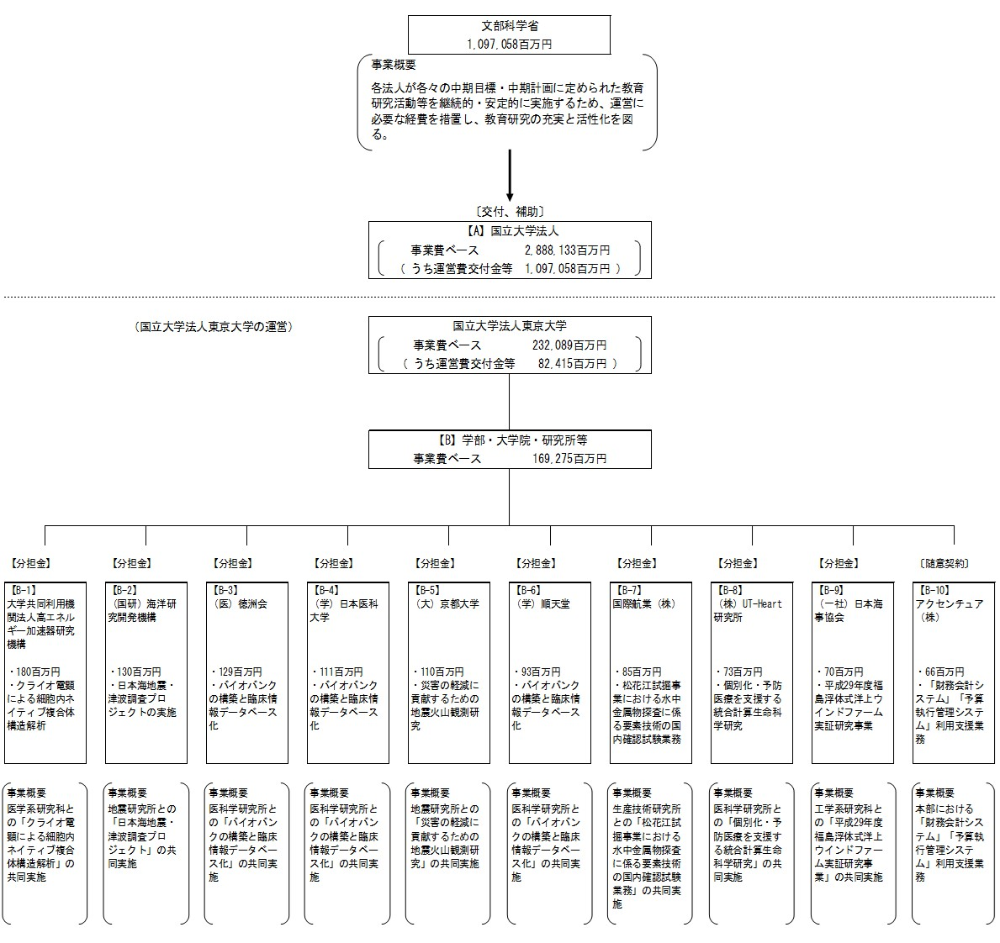 文部科学省
1,097,058百万円
事業概要
各法人が各々の中期目標・中期計画に定められた教育
研究活動等を継続的・安定的に実施するため、運営に
必要な経費を措置し、教育研究の充実と活性化を図
る。
〔交付、補助〕
【A】国立大学法人
事業費ベース 2,888,133百万円
（ うち運営費交付金等 1,097,058百万円 ）
（国立大学法人東京大学の運営）
国立大学法人東京大学
事業費ベース 232,089百万円
（ うち運営費交付金等 82,415百万円 ）
【B】学部・大学院・研究所等
事業費ベース 169,275百万円
【分担金】
【B-1】
大学共同利用機
関法人高エネル
ギー加速器研究
機構
・180百万円
・クライオ電顕
による細胞内ネ
イティブ複合体
構造解析
事業概要
医学系研究科と
の「クライオ電
顕による細胞内
ネイティブ複合
体構造解析」の
共同実施
【分担金】
【B-2】
（国研）海洋研
究開発機構
・130百万円
・日本海地震・
津波調査プロ
ジェクトの実施
事業概要
地震研究所との
「日本海地震・
津波調査プロ
ジェクト」の共
同実施
【分担金】
【B-3】
（医）徳洲会
・129百万円
・バイオバンク
の構築と臨床情
報データベース
化
事業概要
医科学研究所と
の「バイオバン
クの構築と臨床
情報データベー
ス化」の共同実
施
【分担金】
【B-4】
（学）日本医科
大学
・111百万円
・バイオバンク
の構築と臨床情
報データベース
化
事業概要
医科学研究所と
の「バイオバン
クの構築と臨床
情報データベー
ス化」の共同実
施
【分担金】
【B-5】
（大）京都大学
・110百万円
・災害の軽減に
貢献するための
地震火山観測研
究
事業概要
地震研究所との
「災害の軽減に
貢献するための
地震火山観測研
究」の共同実施
【分担金】
【B-6】
（学）順天堂
・93百万円
・バイオバンク
の構築と臨床情
報データベース
化
事業概要
医科学研究所と
の「バイオバン
クの構築と臨床
情報データベー
ス化」の共同実
施
【分担金】
【B-7】
国際航業（株）
・85百万円
・松花江試掘事
業における水中
金属物探査に係
る要素技術の国
内確認試験業務
事業概要
生産技術研究所
との「松花江試
掘事業における
水中金属物探査
に係る要素技術
の国内確認試験
業務」の共同実
施
【分担金】
【B-8】
（株）UT-Heart
研究所
・73百万円
・個別化・予防
医療を支援する
統合計算生命科
学研究
事業概要
医科学研究所と
の「個別化・予
防医療を支援す
る統合計算生命
科学研究」の共
同実施
【分担金】
【B-9】
（一社）日本海
事協会
・70百万円
・平成29年度福
島浮体式洋上ウ
インドファーム
実証研究事業
事業概要
工学系研究科と
の「平成29年度
福島浮体式洋上
ウインドファー
ム実証研究事
業」の共同実施
〔随意契約〕
【B-10】
アクセンチュア
（株）
・66百万円
・「財務会計シ
ステム」「予算
執行管理システ
ム」利用支援業
務
事業概要
本部における
「財務会計シス
テム」「予算執
行管理システ
ム」利用支援業
務